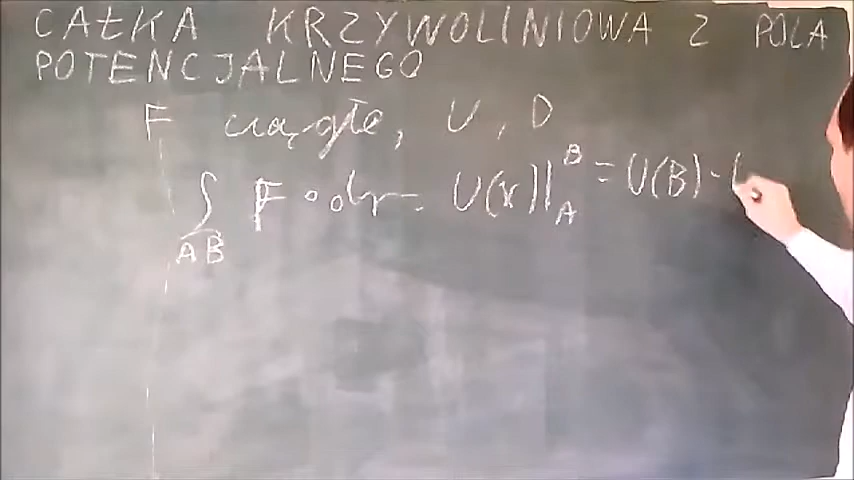 CAŁKA KRZYWOLINIOWA Z POLA
POTENCJALNEGO
F ciągłe, U, D
∫ F∘dr = U(x)||_A^B = U(B) -
AB